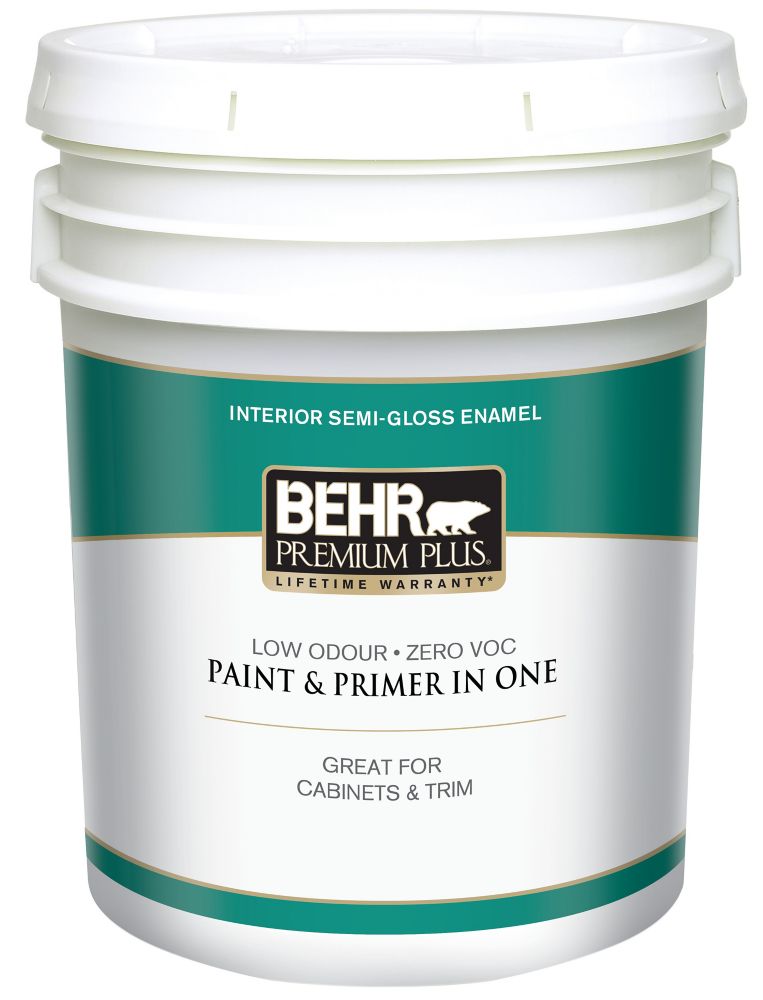 INTERIOR SEMI-GLOSS ENAMEL
BEHR
PREMIUM PLUS®
LIFETIME WARRANTY*
LOW ODOUR • ZERO VOC
PAINT & PRIMER IN ONE
GREAT FOR
CABINETS & TRIM